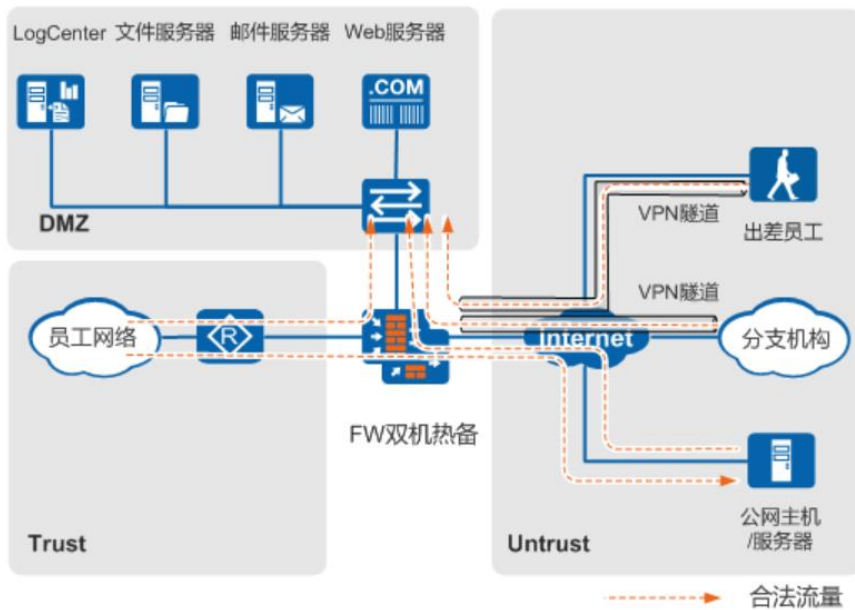 LogCenter 文件服务器 邮件服务器 Web服务器
.COM
DMZ
VPN隧道
出差员工
VPN隧道
员工网络
R
Internet
分支机构
FW双机热备
公网主机
/服务器
Trust
Untrust
合法流量